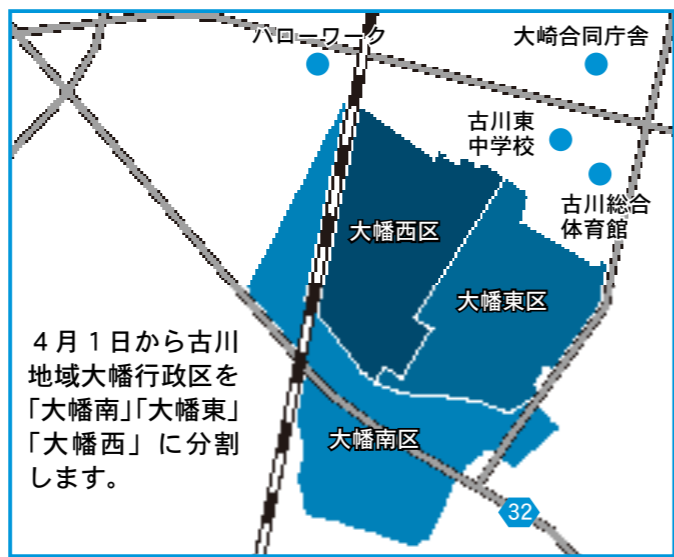 ハローワーク
大崎合同庁舎
古川東
中学校
古川総合
体育館
大幡西区
大幡東区
４月１日から古川
地域大幡行政区を
「大幡南」「大幡東」
「大幡西」に分割
します。
大幡南区
32